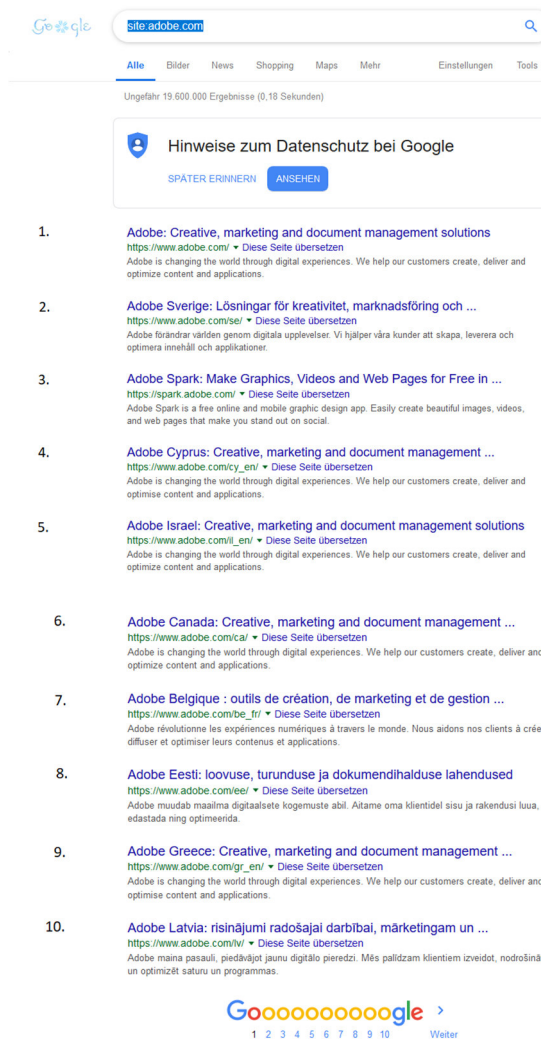 Google
site:adobe.com
Alle Bilder News Shopping Maps Mehr Einstellungen Tools
Ungefähr 19.600.000 Ergebnisse (0,18 Sekunden)
Hinweise zum Datenschutz bei Google
SPÄTER ERINNERN ANSEHEN
1. Adobe: Creative, marketing and document management solutions
https://www.adobe.com/ ▼ Diese Seite übersetzen
Adobe is changing the world through digital experiences. We help our customers create, deliver and
optimize content and applications.
2. Adobe Sverige: Lösningar för kreativitet, marknadsföring och ...
https://www.adobe.com/se/ ▼ Diese Seite übersetzen
Adobe förändrar världen genom digitala upplevelser. Vi hjälper våra kunder att skapa, leverera och
optimera innehåll och applikationer.
3. Adobe Spark: Make Graphics, Videos and Web Pages for Free in ...
https://spark.adobe.com/ ▼ Diese Seite übersetzen
Adobe Spark is a free online and mobile graphic design app. Easily create beautiful images, videos,
and web pages that make you stand out on social.
4. Adobe Cyprus: Creative, marketing and document management ...
https://www.adobe.com/cy_en/ ▼ Diese Seite übersetzen
Adobe is changing the world through digital experiences. We help our customers create, deliver and
optimise content and applications.
5. Adobe Israel: Creative, marketing and document management solutions
https://www.adobe.com/il_en/ ▼ Diese Seite übersetzen
Adobe is changing the world through digital experiences. We help our customers create, deliver and
optimize content and applications.
6. Adobe Canada: Creative, marketing and document management ...
https://www.adobe.com/ca/ ▼ Diese Seite übersetzen
Adobe is changing the world through digital experiences. We help our customers create, deliver and
optimize content and applications.
7. Adobe Belgique : outils de création, de marketing et de gestion ...
https://www.adobe.com/be_fr/ ▼ Diese Seite übersetzen
Adobe révolutionne les expériences numériques à travers le monde. Nous aidons nos clients à crée
diffuser et optimiser leurs contenus et applications.
8. Adobe Eesti: loovuse, turunduse ja dokumendihalduse lahendused
https://www.adobe.com/ee/ ▼ Diese Seite übersetzen
Adobe muudab maailma digitaalsete kogemuste abil. Aitame oma klientidel sisu ja rakendusi luua,
edastada ning optimeerida.
9. Adobe Greece: Creative, marketing and document management ...
https://www.adobe.com/gr_en/ ▼ Diese Seite übersetzen
Adobe is changing the world through digital experiences. We help our customers create, deliver and
optimise content and applications.
10. Adobe Latvia: risinājumi radošajai darbībai, mārketingam un ...
https://www.adobe.com/lv/ ▼ Diese Seite übersetzen
Adobe maina pasauli, piedāvājot jaunu digitālo pieredzi. Mēs palīdzam klientiem izveidot, nodrošinā
un optimizēt saturu un programmas.
Goooooooooogle >
1 2 3 4 5 6 7 8 9 10 Weiter